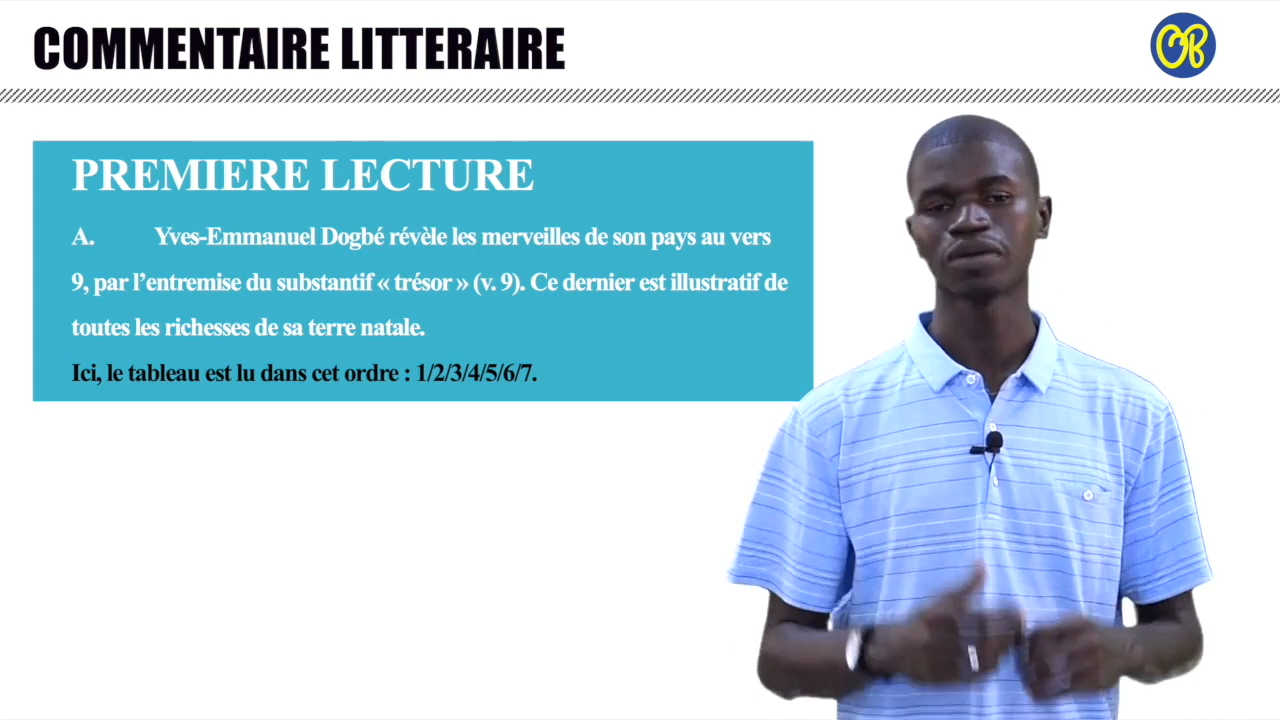 COMMENTAIRE LITTERAIRE
PREMIERE LECTURE
A. Yves-Emmanuel Dogbé révèle les merveilles de son pays au vers
9, par l’entremise du substantif « trésor » (v. 9). Ce dernier est illustratif de
toutes les richesses de sa terre natale.
Ici, le tableau est lu dans cet ordre : 1/2/3/4/5/6/7.